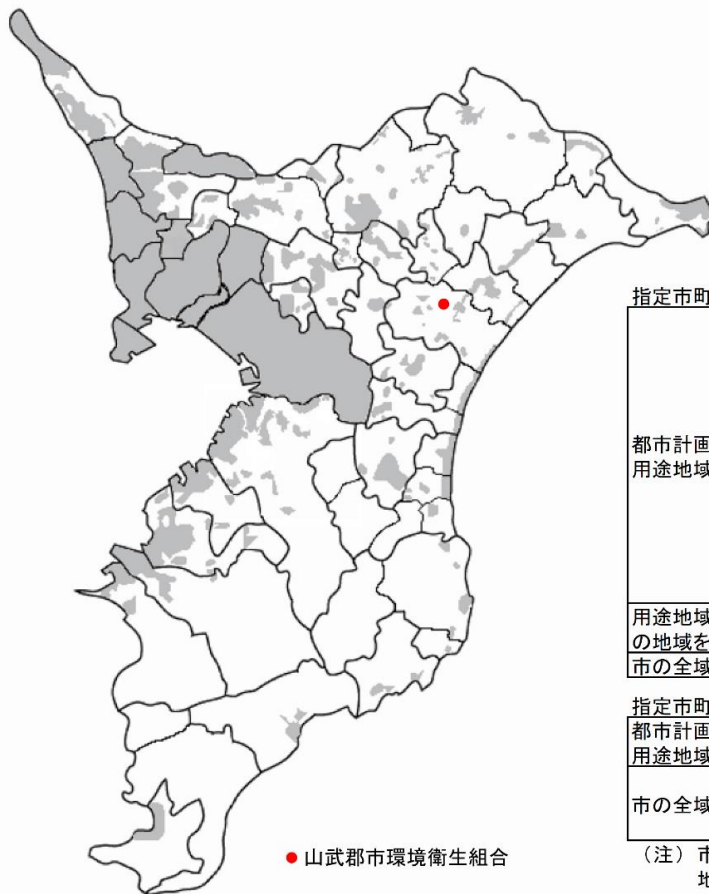 指定市町
都市計画
用途地域
用途地域
の地域を
市の全域
指定市町
都市計画
用途地域
市の全域
(注)市
地
● 山武郡市環境衛生組合